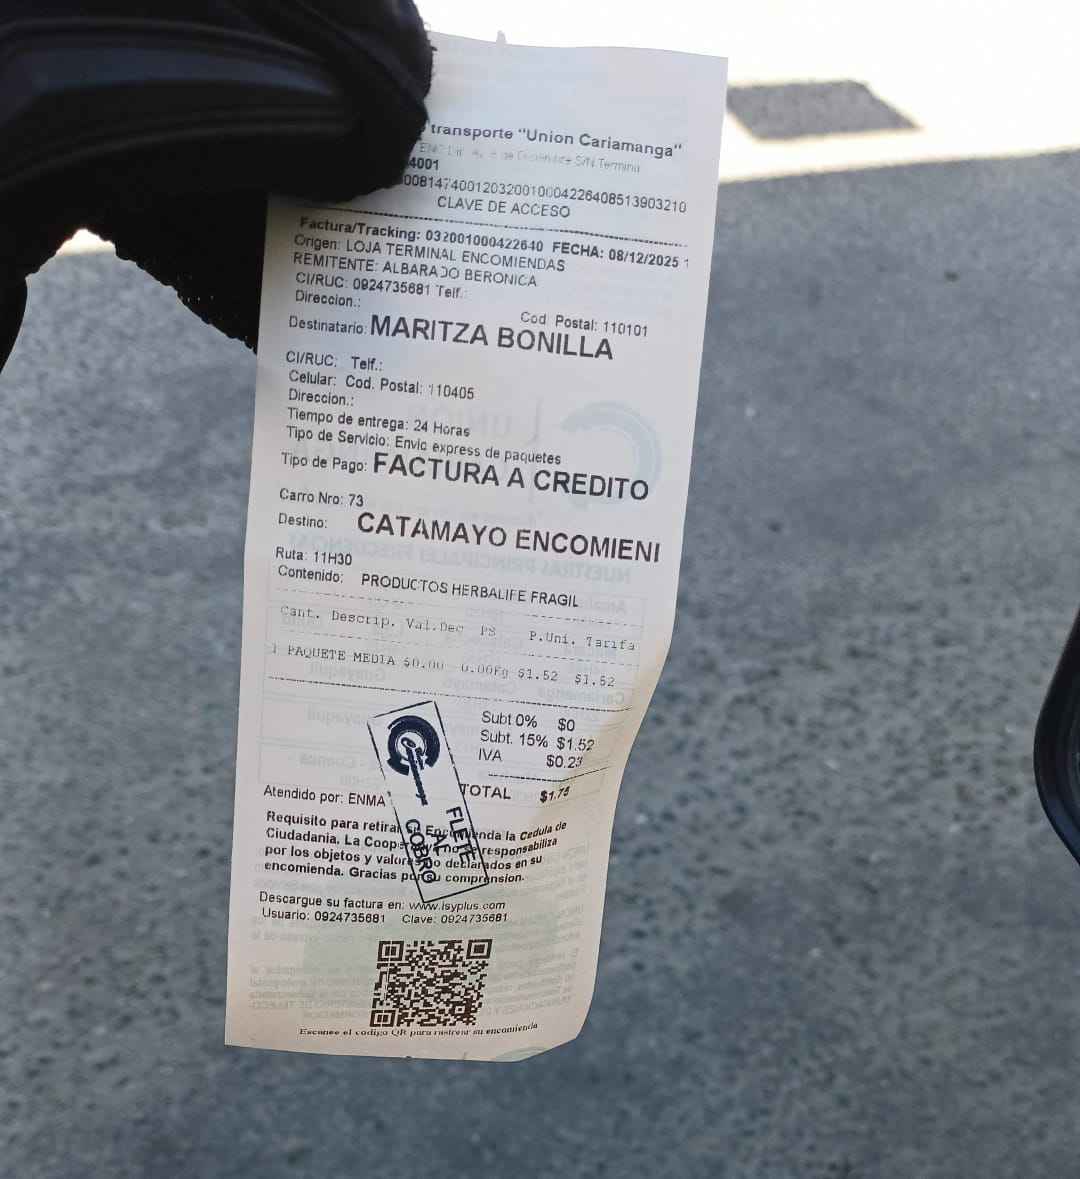 transporte "Union Cariamanga"
4001
0081474001203200100042264085139032​10
CLAVE DE ACCESO
Factura/Tracking: 032001000422640 FECHA: 08/12/2025 1
Origen: LOJA TERMINAL ENCOMIENDAS
REMITENTE: ALBARADO BERONICA
CI/RUC: 0924735681 Telf.:
Direccion.:
Cod. Postal: 110101
Destinatario: MARITZA BONILLA
CI/RUC: Telf.:
Celular: Cod. Postal: 110405
Direccion.:
Tiempo de entrega: 24 Horas
Tipo de Servicio: Envio express de paquetes
Tipo de Pago: FACTURA A CREDITO
Carro Nro: 73
Destino: CATAMAYO ENCOMIENI
Ruta: 11H30
Contenido: PRODUCTOS HERBALIFE FRAGIL
Cant. Descrip. Val.Dec PS P.Uni. Tarifa
1 PAQUETE MEDIA $0.00 0.00Kg $1.52 $1.52
Subt 0% $0
Subt. 15% $1.52
IVA $0.23
TOTAL $1.75
Atendido por: ENMA
FLETE
AL
COBRO
Requisito para retirar su Encomienda la Cedula de
Ciudadania. La Cooperativa no se responsabiliza
por los objetos y valores no declarados en su
encomienda. Gracias por su comprension.
Descargue su factura en: www.lsyplus.com
Usuario: 0924735681 Clave: 0924735681
Escanee el codigo QR para rastrear su encomienda